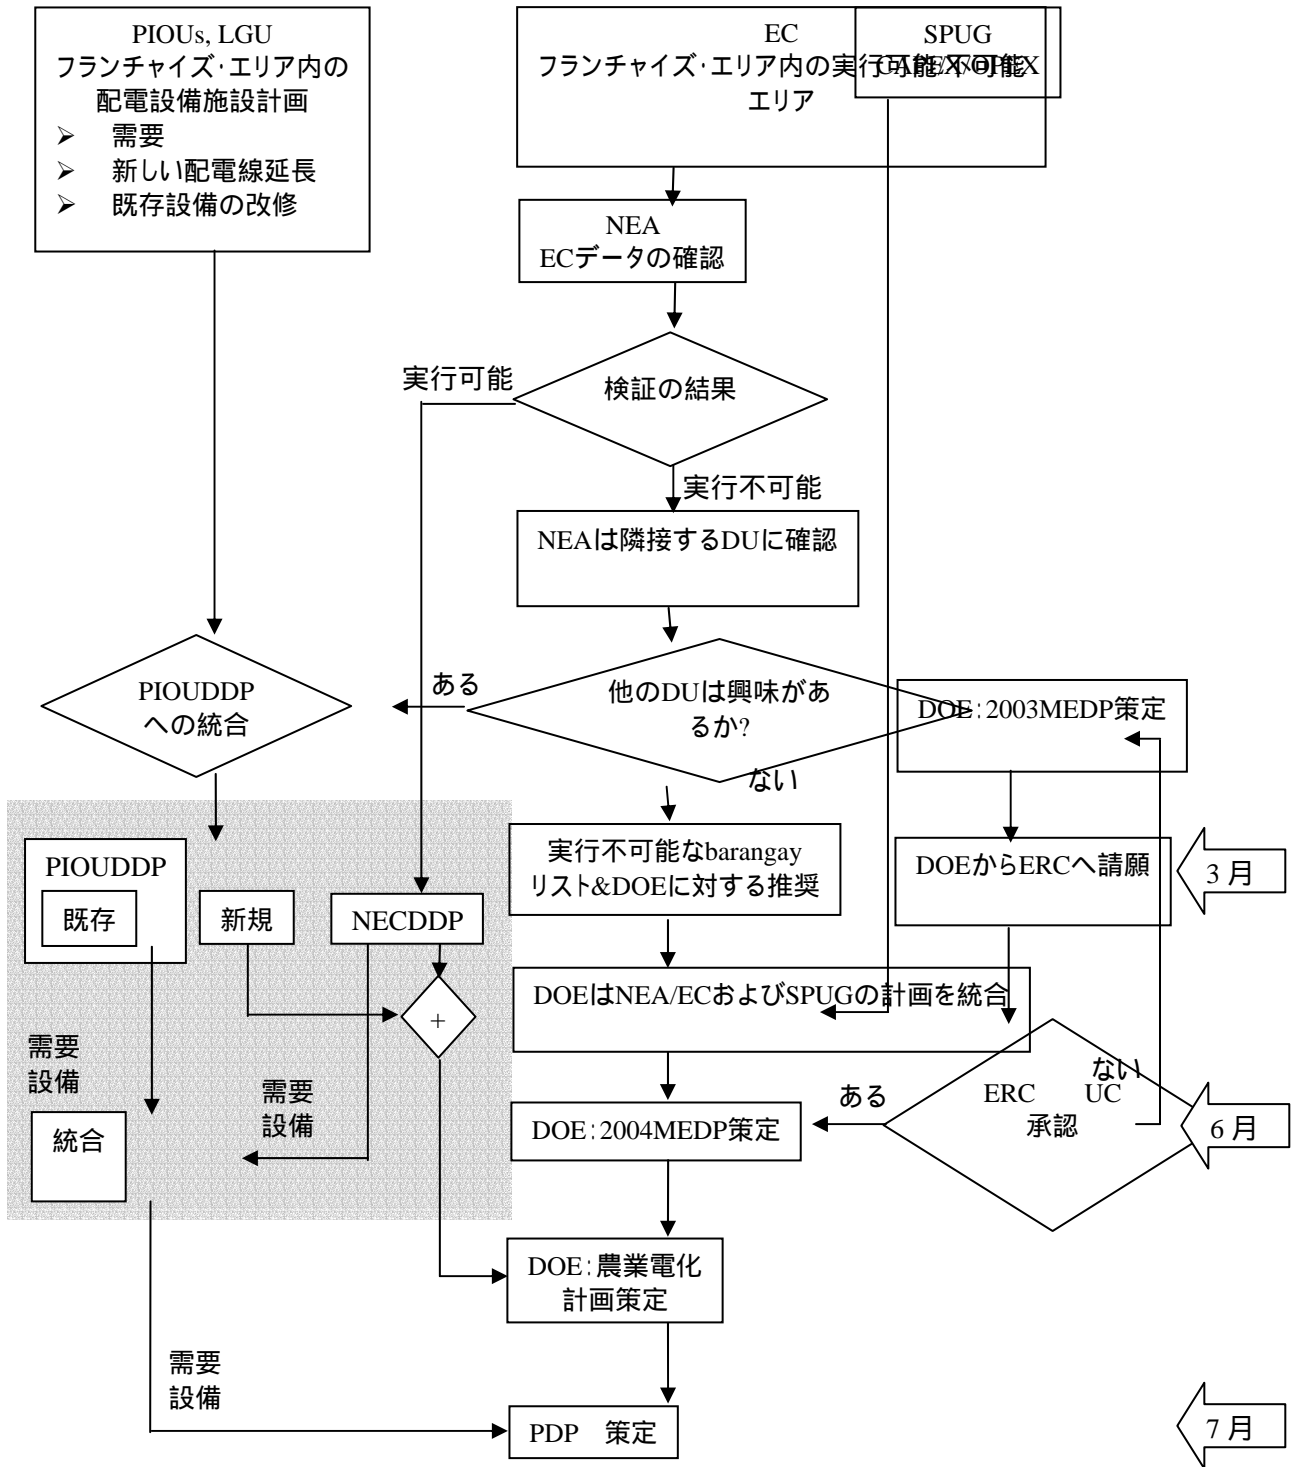 PIOUs, LGU
フランチャイズ・エリア内の
配電設備施設計画
➢ 需要
➢ 新しい配電線延長
➢ 既存設備の改修
EC
フランチャイズ・エリア内の実行可能/不可能
エリア
SPUG
CAPEX/OPEX
NEA
ECデータの確認
検証の結果
実行可能
実行不可能
NEAは隣接するDUに確認
他のDUは興味があ
るか?
ある
ない
PIOUDDP
への統合
DOE:2003MEDP策定
DOEからERCへ請願
3 月
実行不可能なbarangay
リスト&DOEに対する推奨
PIOUDDP
既存
新規
NECDDP
+
DOEはNEA/ECおよびSPUGの計画を統合
需要
設備
需要
設備
統合
DOE:2004MEDP策定
ある
ERC UC
承認
ない
6 月
DOE:農業電化
計画策定
需要
設備
PDP 策定
7 月